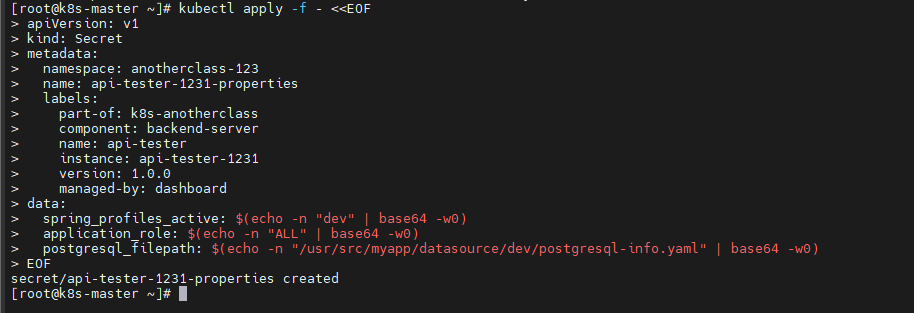 [root@k8s-master ~]# kubectl apply -f - <<EOF
> apiVersion: v1
> kind: Secret
> metadata:
>   namespace: anotherclass-123
>   name: api-tester-1231-properties
>   labels:
>     part-of: k8s-anotherclass
>     component: backend-server
>     name: api-tester
>     instance: api-tester-1231
>     version: 1.0.0
>     managed-by: dashboard
> data:
>   spring_profiles_active: $(echo -n "dev" | base64 -w0)
>   application_role: $(echo -n "ALL" | base64 -w0)
>   postgresql_filepath: $(echo -n "/usr/src/myapp/datasource/dev/postgresql-info.yaml" | base64 -w0)
> EOF
secret/api-tester-1231-properties created
[root@k8s-master ~]#